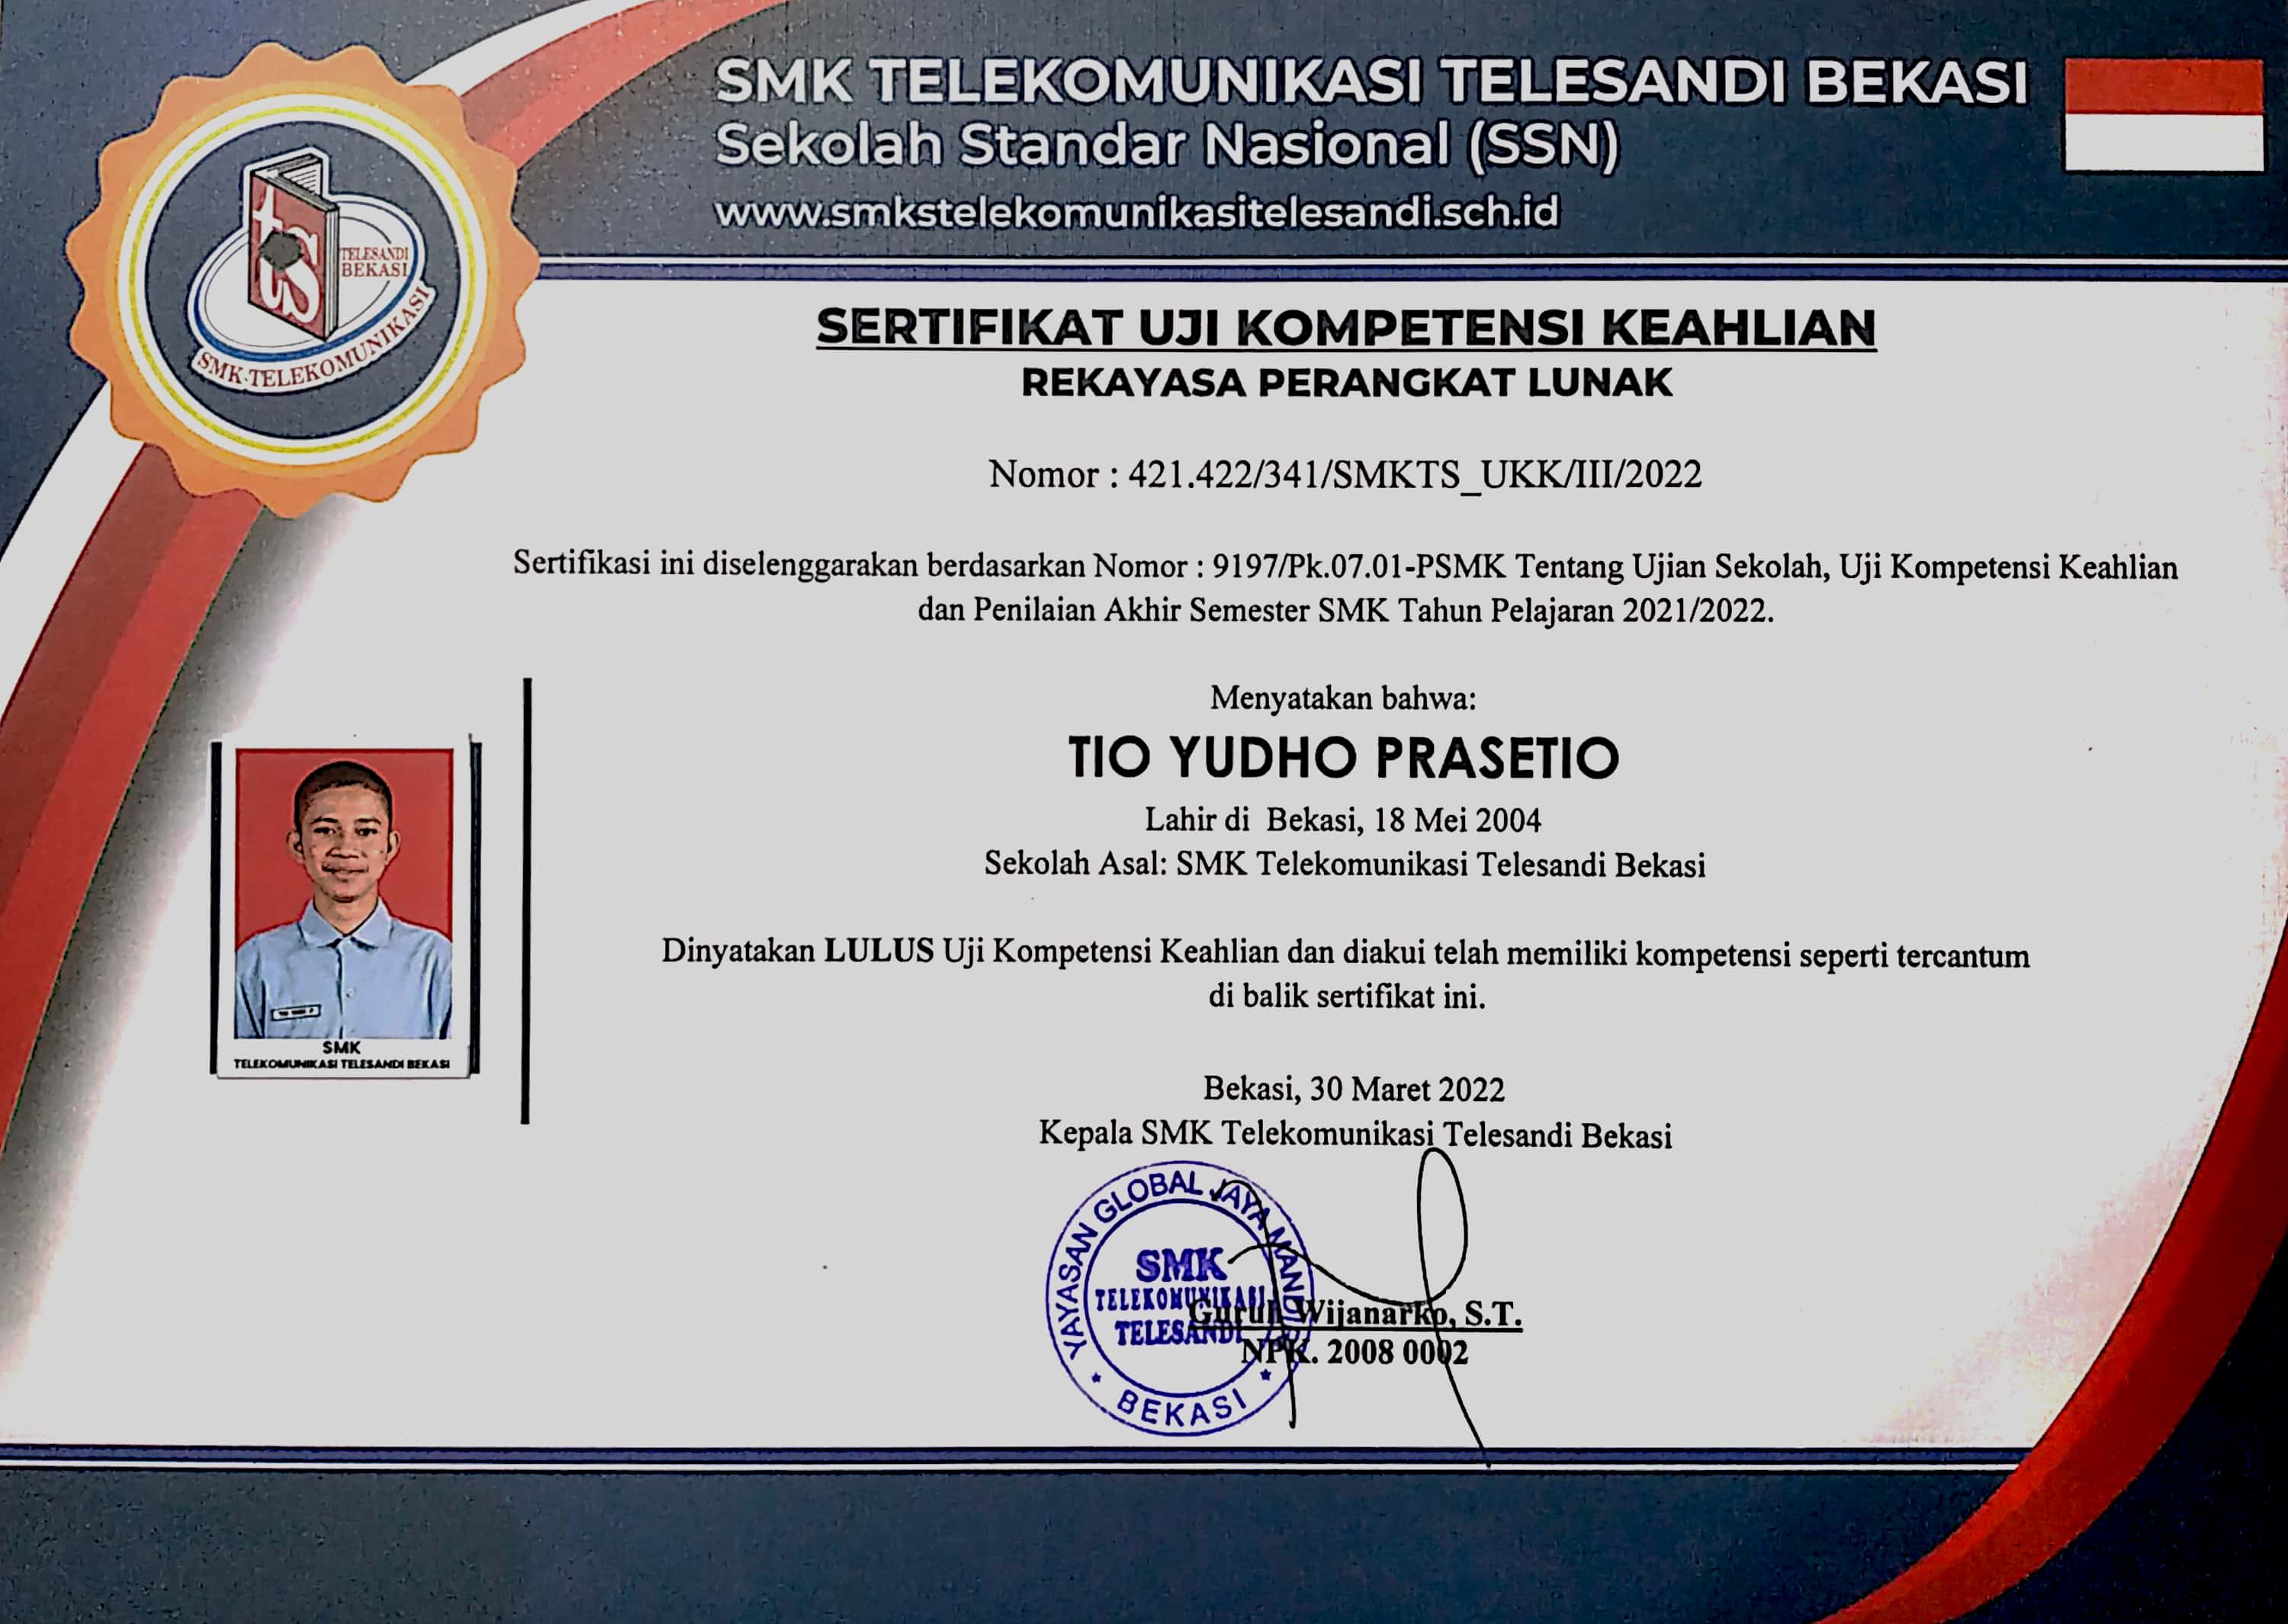 SMK TELEKOMUNIKASI TELESANDI BEKASI
Sekolah Standar Nasional (SSN)
www.smkstelekomunikasitelesandi.sch.id
ts
TELESANDI
BEKASI
SMK-TELEKOMUNIKASI
SERTIFIKAT UJI KOMPETENSI KEAHLIAN
REKAYASA PERANGKAT LUNAK
Nomor : 421.422/341/SMKTS_UKK/III/2022
Sertifikasi ini diselenggarakan berdasarkan Nomor : 9197/Pk.07.01-PSMK Tentang Ujian Sekolah, Uji Kompetensi Keahlian
dan Penilaian Akhir Semester SMK Tahun Pelajaran 2021/2022.
Menyatakan bahwa:
TIO YUDHO PRASETIO
Lahir di Bekasi, 18 Mei 2004
Sekolah Asal: SMK Telekomunikasi Telesandi Bekasi
Dinyatakan LULUS Uji Kompetensi Keahlian dan diakui telah memiliki kompetensi seperti tercantum
di balik sertifikat ini.
SMK
TELEKOMUNIKASI TELESANDI BEKASI
Bekasi, 30 Maret 2022
Kepala SMK Telekomunikasi Telesandi Bekasi
YAYASAN GLOBAL JAYA MANDIRI
SMK
TELEKOMUNIKASI
TELESANDI
BEKASI
Guruh Wijanarko, S.T.
NPK. 2008 0002